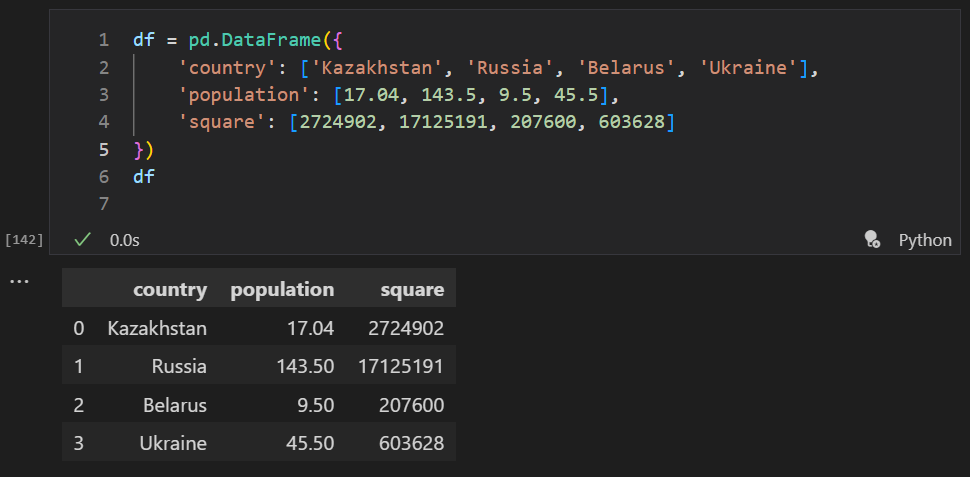 1 df = pd.DataFrame({
2 'country': ['Kazakhstan', 'Russia', 'Belarus', 'Ukraine'],
3 'population': [17.04, 143.5, 9.5, 45.5],
4 'square': [2724902, 17125191, 207600, 603628]
5 })
6 df
7
[142] 0.0s Python
...
country population square
0 Kazakhstan 17.04 2724902
1 Russia 143.50 17125191
2 Belarus 9.50 207600
3 Ukraine 45.50 603628